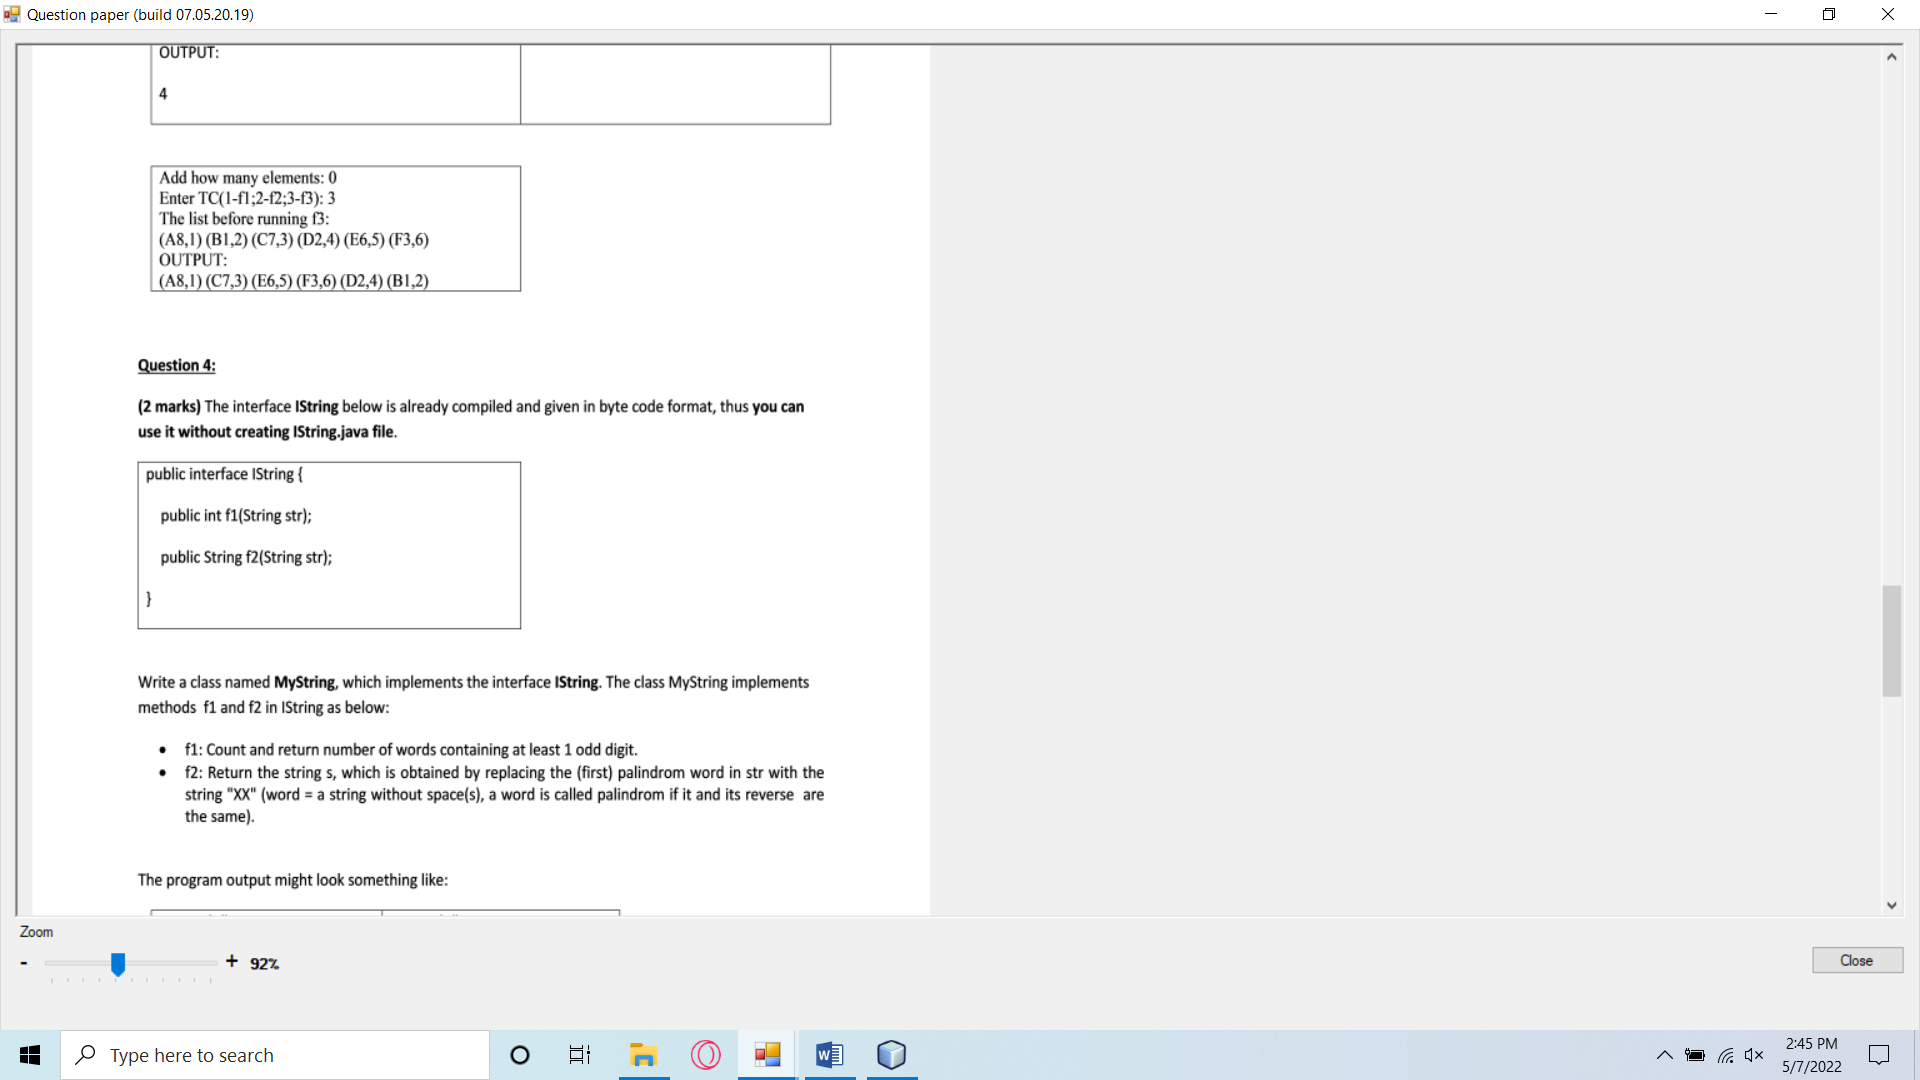 Question paper (build 07.05.20.19)
OUTPUT:
4
Add how many elements: 0
Enter TC(1-f1;2-f2;3-f3): 3
The list before running f3:
(A8,1) (B1,2) (C7,3) (D2,4) (E6,5) (F3,6)
OUTPUT:
(A8,1) (C7,3) (E6,5) (F3,6) (D2,4) (B1,2)
Question 4:
(2 marks) The interface IString below is already compiled and given in byte code format, thus you can
use it without creating IString.java file.
public interface IString {
public int f1(String str);
public String f2(String str);
}
Write a class named MyString, which implements the interface IString. The class MyString implements
methods f1 and f2 in IString as below:
• f1: Count and return number of words containing at least 1 odd digit.
• f2: Return the string s, which is obtained by replacing the (first) palindrom word in str with the
string "XX" (word = a string without space(s), a word is called palindrom if it and its reverse are
the same).
The program output might look something like:
Zoom
- + 92%
Close
Type here to search
2:45 PM
5/7/2022